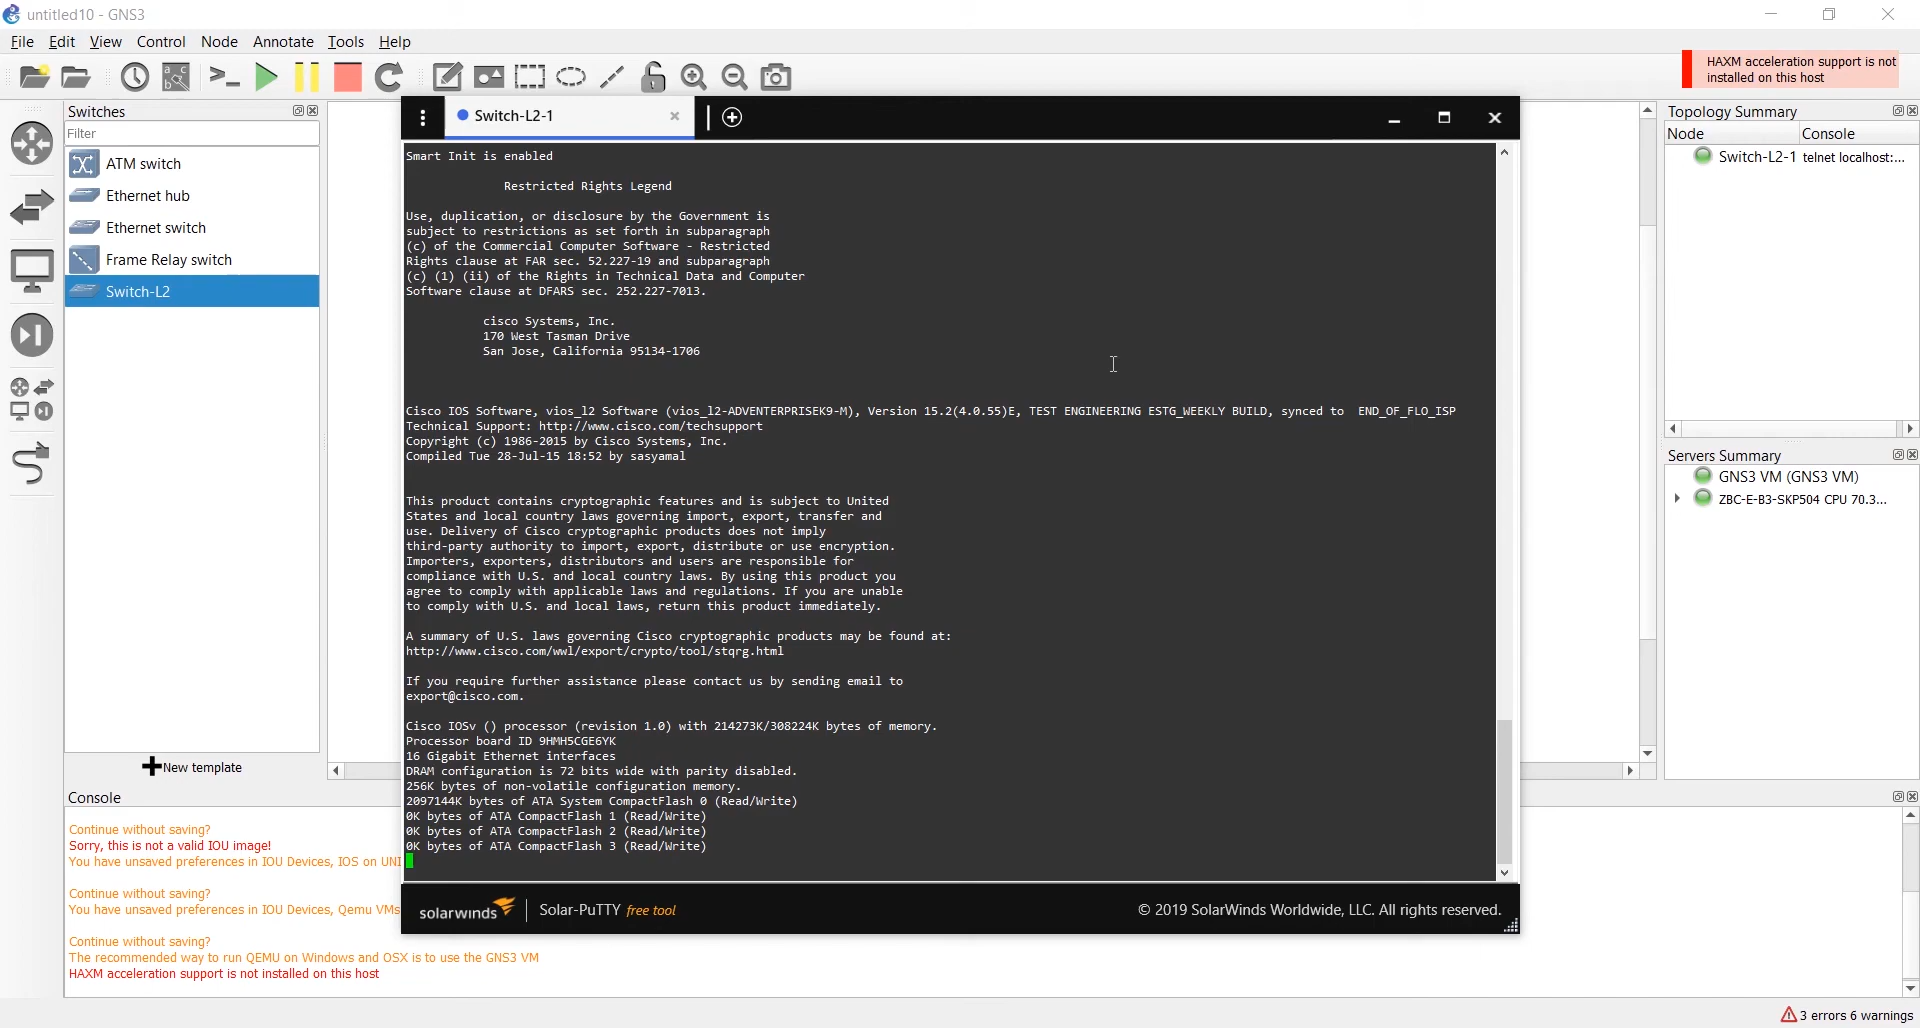 untitled10 - GNS3
File Edit View Control Node Annotate Tools Help
HAXM acceleration support is not
installed on this host
Switches
Filter
ATM switch
Ethernet hub
Ethernet switch
Frame Relay switch
Switch-L2
New template
Switch-L2-1
Smart Init is enabled
Restricted Rights Legend
Use, duplication, or disclosure by the Government is
subject to restrictions as set forth in subparagraph
(c) of the Commercial Computer Software - Restricted
Rights clause at FAR sec. 52.227-19 and subparagraph
(c) (1) (ii) of the Rights in Technical Data and Computer
Software clause at DFARS sec. 252.227-7013.
cisco Systems, Inc.
170 West Tasman Drive
San Jose, California 95134-1706
Cisco IOS Software, vios_l2 Software (vios_l2-ADVENTERPRISEK9-M), Version 15.2(4.0.55)E, TEST ENGINEERING ESTG_WEEKLY BUILD, synced to  END_OF_FLO_ISP
Technical Support: http://www.cisco.com/techsupport
Copyright (c) 1986-2015 by Cisco Systems, Inc.
Compiled Tue 28-Jul-15 18:52 by sasyamal
This product contains cryptographic features and is subject to United
States and local country laws governing import, export, transfer and
use. Delivery of Cisco cryptographic products does not imply
third-party authority to import, export, distribute or use encryption.
Importers, exporters, distributors and users are responsible for
compliance with U.S. and local country laws. By using this product you
agree to comply with applicable laws and regulations. If you are unable
to comply with U.S. and local laws, return this product immediately.
A summary of U.S. laws governing Cisco cryptographic products may be found at:
http://www.cisco.com/wwl/export/crypto/tool/stqrg.html
If you require further assistance please contact us by sending email to
export@cisco.com.
Cisco IOSv () processor (revision 1.0) with 214273K/308224K bytes of memory.
Processor board ID 9HMH5CGE6YK
16 Gigabit Ethernet interfaces
DRAM configuration is 72 bits wide with parity disabled.
256K bytes of non-volatile configuration memory.
2097144K bytes of ATA System CompactFlash 0 (Read/Write)
0K bytes of ATA CompactFlash 1 (Read/Write)
0K bytes of ATA CompactFlash 2 (Read/Write)
0K bytes of ATA CompactFlash 3 (Read/Write)
solarwinds Solar-PuTTY free tool
© 2019 SolarWinds Worldwide, LLC. All rights reserved.
Topology Summary
Node Console
Switch-L2-1 telnet localhost:...
Servers Summary
GNS3 VM (GNS3 VM)
ZBC-E-B3-SKP504 CPU 70.3...
Console
Continue without saving?
Sorry, this is not a valid IOU image!
You have unsaved preferences in IOU Devices, IOS on UNI
Continue without saving?
You have unsaved preferences in IOU Devices, Qemu VMs
Continue without saving?
The recommended way to run QEMU on Windows and OSX is to use the GNS3 VM
HAXM acceleration support is not installed on this host
3 errors 6 warnings